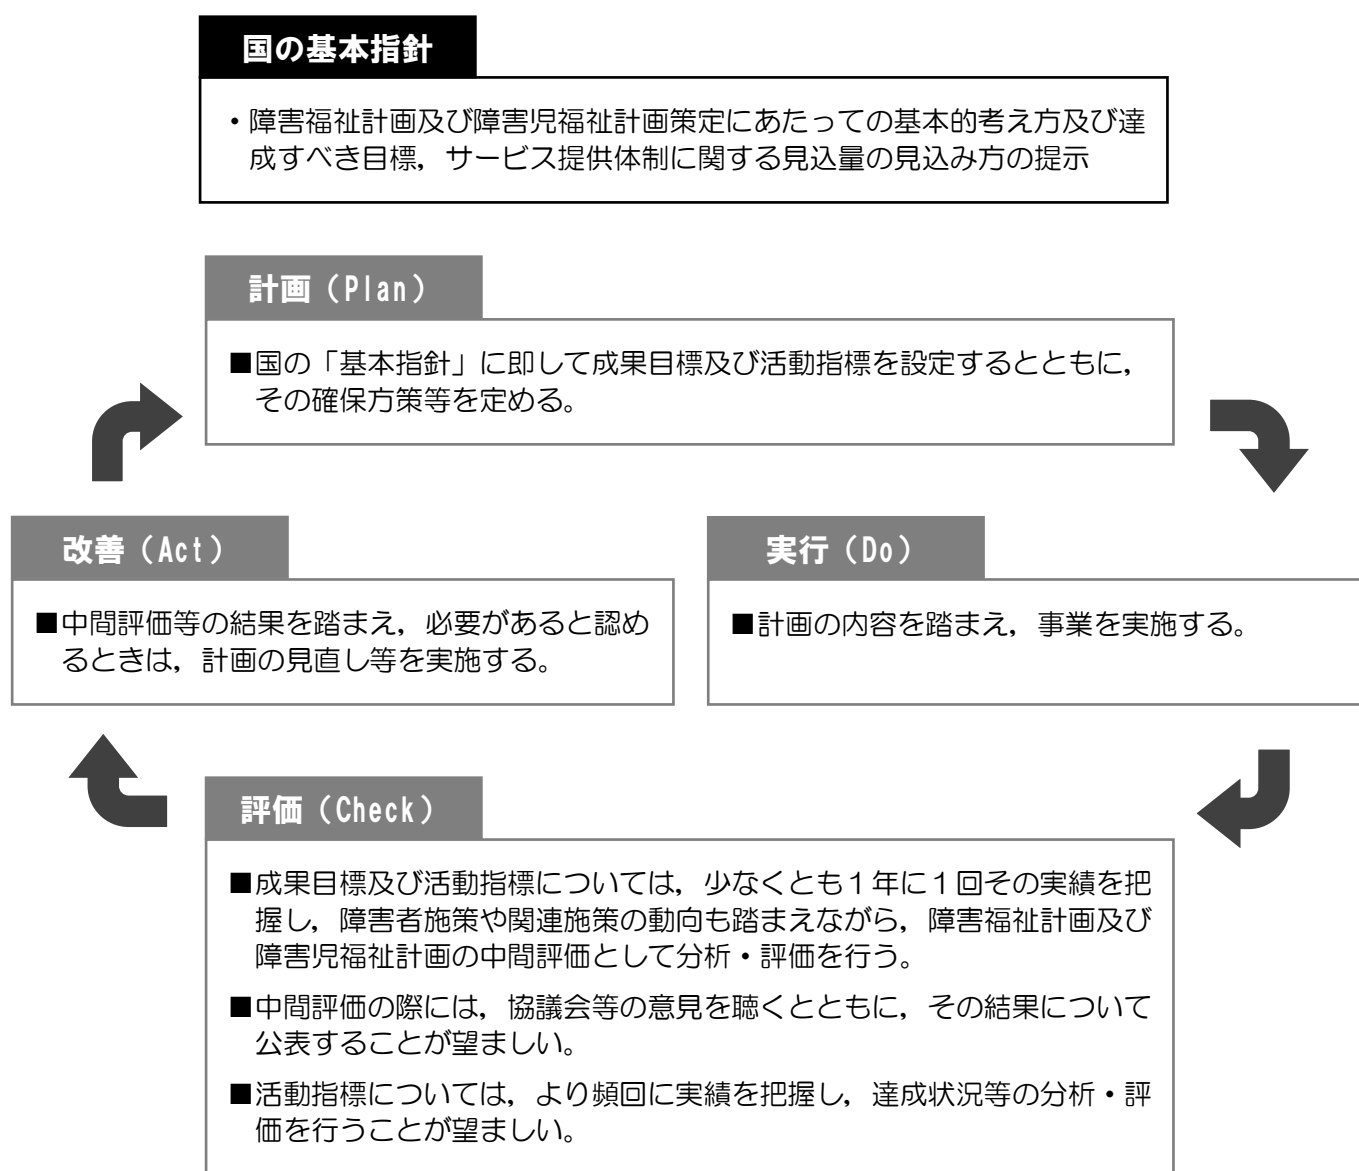 国の基本指針
・障害福祉計画及び障害児福祉計画策定にあたっての基本的考え方及び達
成すべき目標，サービス提供体制に関する見込量の見込み方の提示
計画（Plan）
■国の「基本指針」に即して成果目標及び活動指標を設定するとともに，
その確保方策等を定める。
改善（Act）
■中間評価等の結果を踏まえ，必要があると認め
るときは，計画の見直し等を実施する。
実行（Do）
■計画の内容を踏まえ，事業を実施する。
評価（Check）
■成果目標及び活動指標については，少なくとも１年に１回その実績を把
握し，障害者施策や関連施策の動向も踏まえながら，障害福祉計画及び
障害児福祉計画の中間評価として分析・評価を行う。
■中間評価の際には，協議会等の意見を聴くとともに，その結果について
公表することが望ましい。
■活動指標については，より頻回に実績を把握し，達成状況等の分析・評
価を行うことが望ましい。